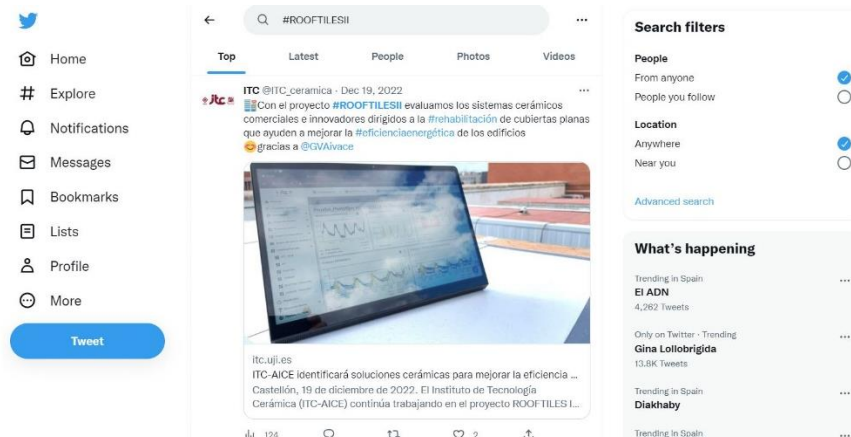 Home
Explore
Notifications
Messages
Bookmarks
Lists
Profile
More
Tweet
#ROOFTILESII
Top Latest People Photos Videos
itc
ITC @ITC_ceramica · Dec 19, 2022
Con el proyecto #ROOFTILESII evaluamos los sistemas cerámicos
comerciales e innovadores dirigidos a la #rehabilitación de cubiertas planas
que ayuden a mejorar la #eficienciaenergética de los edificios
gracias a @GVAivace
itc.uji.es
ITC-AICE identificará soluciones cerámicas para mejorar la eficiencia ...
Castellón, 19 de diciembre de 2022. El Instituto de Tecnología
Cerámica (ITC-AICE) continúa trabajando en el proyecto ROOFTILES I...
124 2
Search filters
People
From anyone
People you follow
Location
Anywhere
Near you
Advanced search
What's happening
Trending in Spain
El ADN
4,262 Tweets
Only on Twitter · Trending
Gina Lollobrigida
13.8K Tweets
Trending in Spain
Diakhaby
Trending in Spain